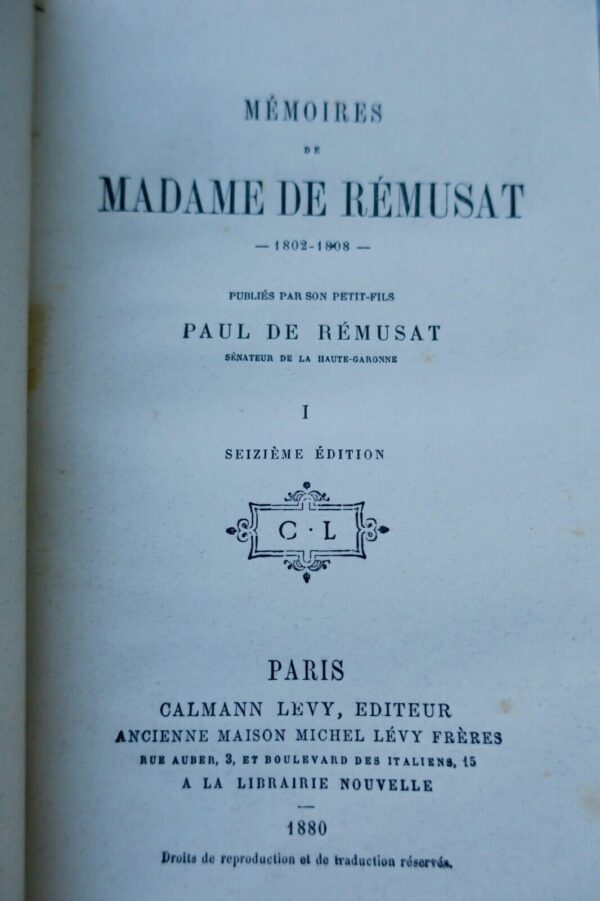 MÉMOIRES
DE
MADAME DE RÉMUSAT
— 1802-1808 —
PUBLIÉS PAR SON PETIT-FILS
PAUL DE RÉMUSAT
SÉNATEUR DE LA HAUTE-GARONNE
I
SEIZIÈME ÉDITION
C · L
PARIS
CALMANN LEVY, EDITEUR
ANCIENNE MAISON MICHEL LÉVY FRÈRES
RUE AUBER, 3, ET BOULEVARD DES ITALIENS, 15
A LA LIBRAIRIE NOUVELLE
—
1880
Droits de reproduction et de traduction réservés.